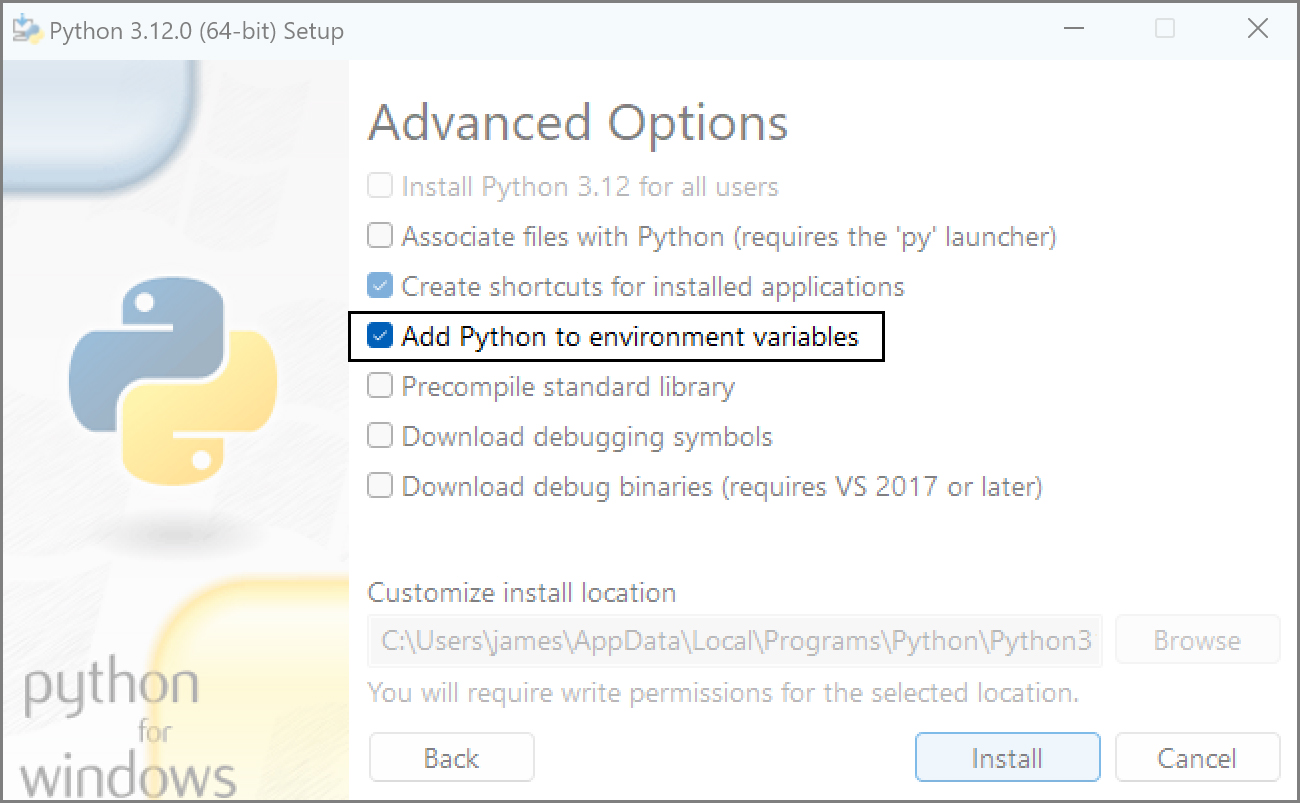 Python 3.12.0 (64-bit) Setup
Advanced Options
Install Python 3.12 for all users
Associate files with Python (requires the 'py' launcher)
Create shortcuts for installed applications
Add Python to environment variables
Precompile standard library
Download debugging symbols
Download debug binaries (requires VS 2017 or later)
Customize install location
C:\Users\james\AppData\Local\Programs\Python\Python3
Browse
You will require write permissions for the selected location.
python
for
windows
Back
Install
Cancel